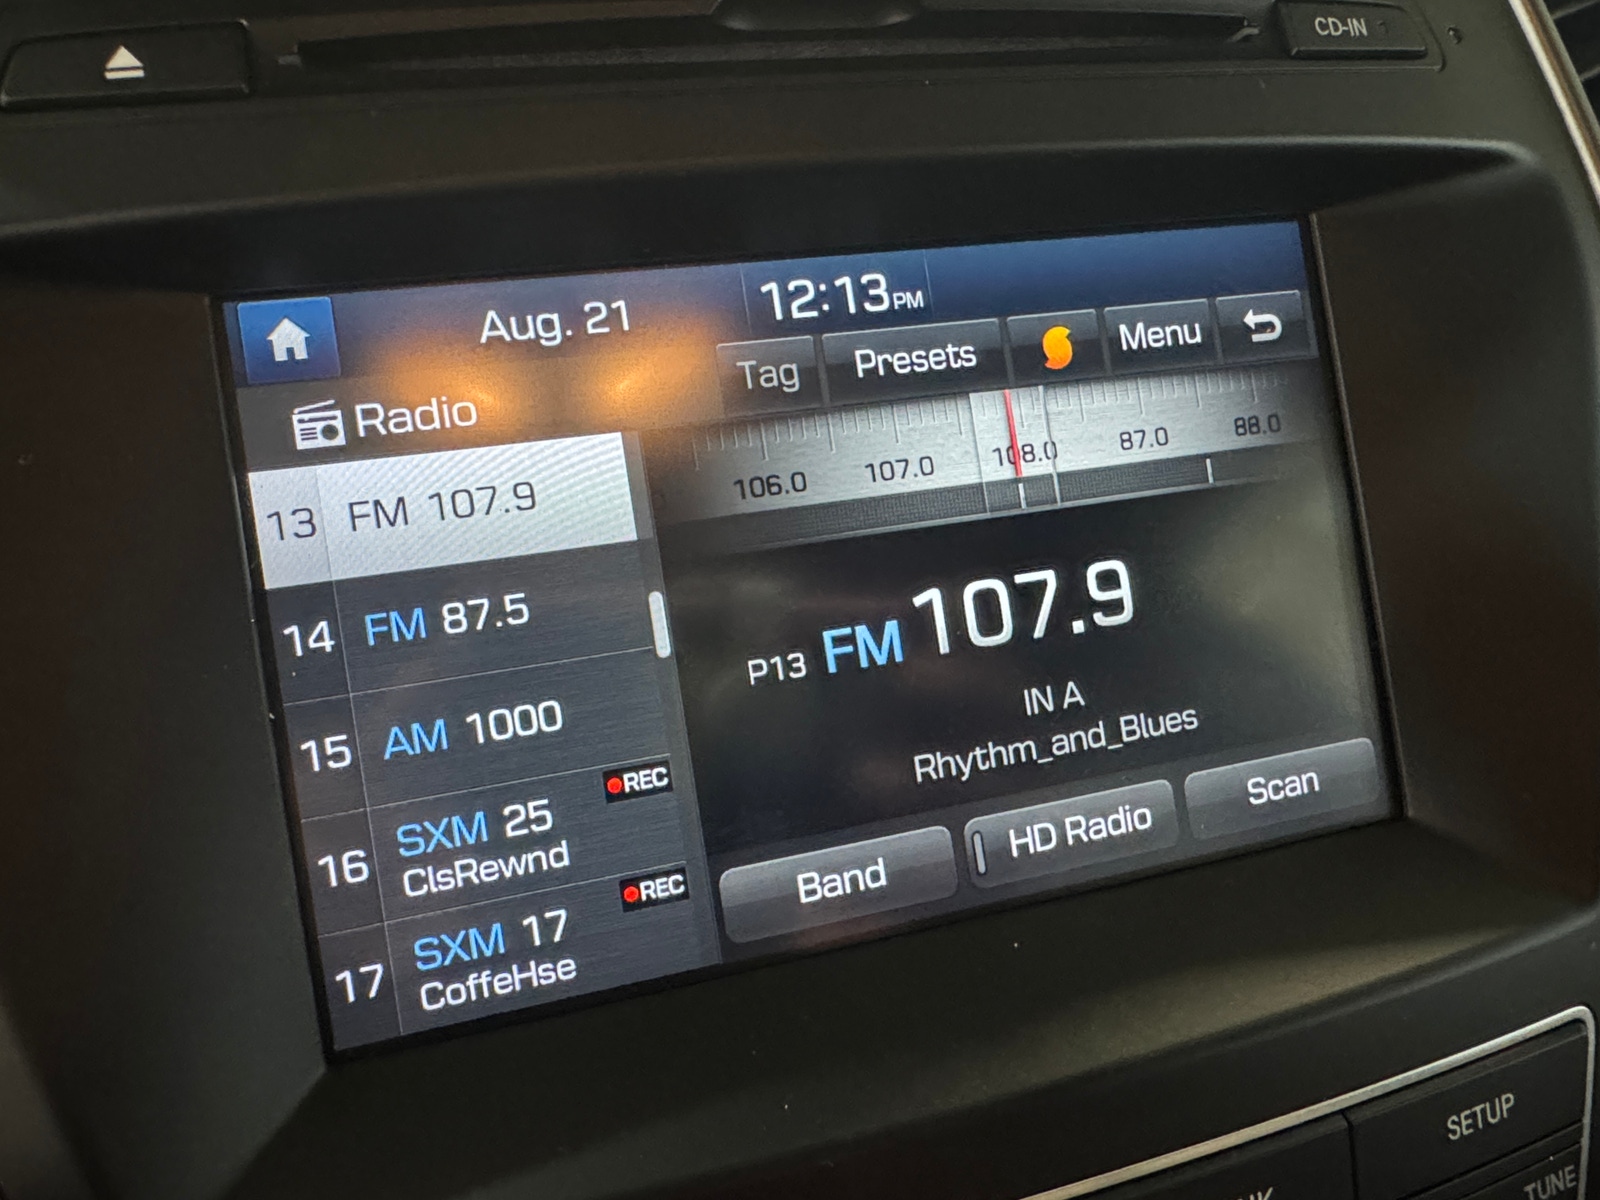 CD-IN
Aug. 21
12:13PM
Radio
Tag
Presets
Menu
106.0 107.0 108.0 87.0 88.0
13 FM 107.9
14 FM 87.5
15 AM 1000
REC
16 SXM 25
ClsRewnd
REC
17 SXM 17
CoffeHse
P13 FM 107.9
IN A
Rhythm_and_Blues
Band
HD Radio
Scan
SETUP
TUNE